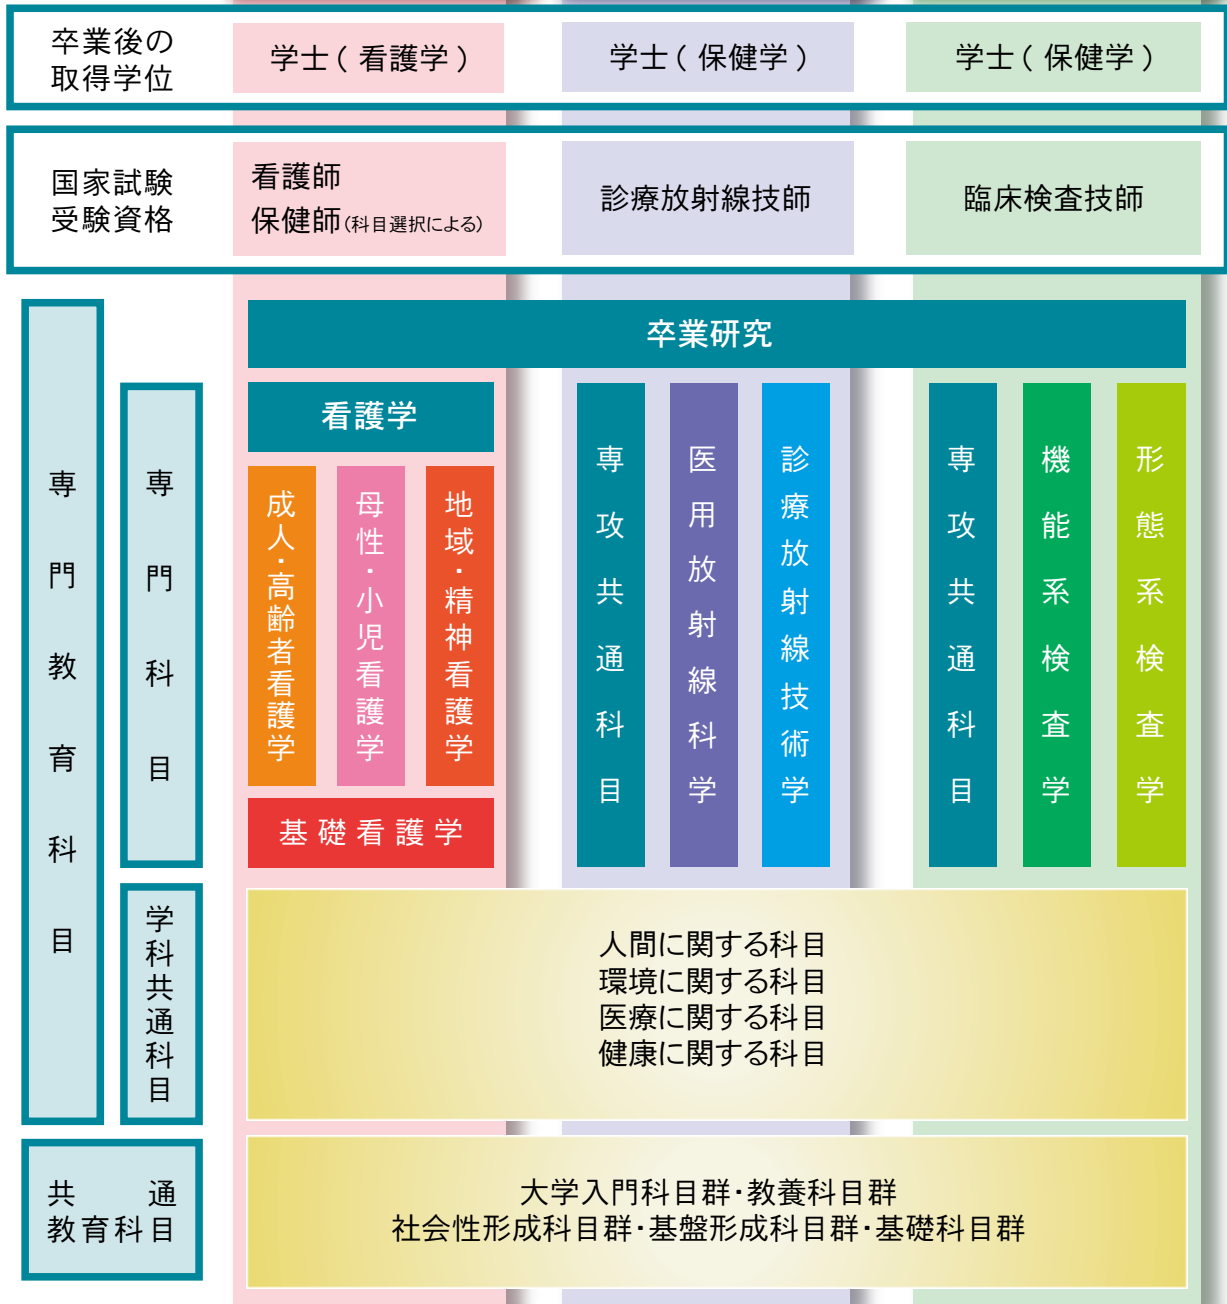 卒業後の
取得学位
学士(看護学)
学士(保健学)
学士(保健学)
国家試験
受験資格
看護師
保健師(科目選択による)
診療放射線技師
臨床検査技師
専門教育科目
専門科目
卒業研究
看護学
成人・高齢者看護学
母性・小児看護学
地域・精神看護学
基礎看護学
専攻共通科目
医用放射線科学
診療放射線技術学
専攻共通科目
機能系検査学
形態系検査学
学科共通科目
人間に関する科目
環境に関する科目
医療に関する科目
健康に関する科目
共通
教育科目
大学入門科目群・教養科目群
社会性形成科目群・基盤形成科目群・基礎科目群